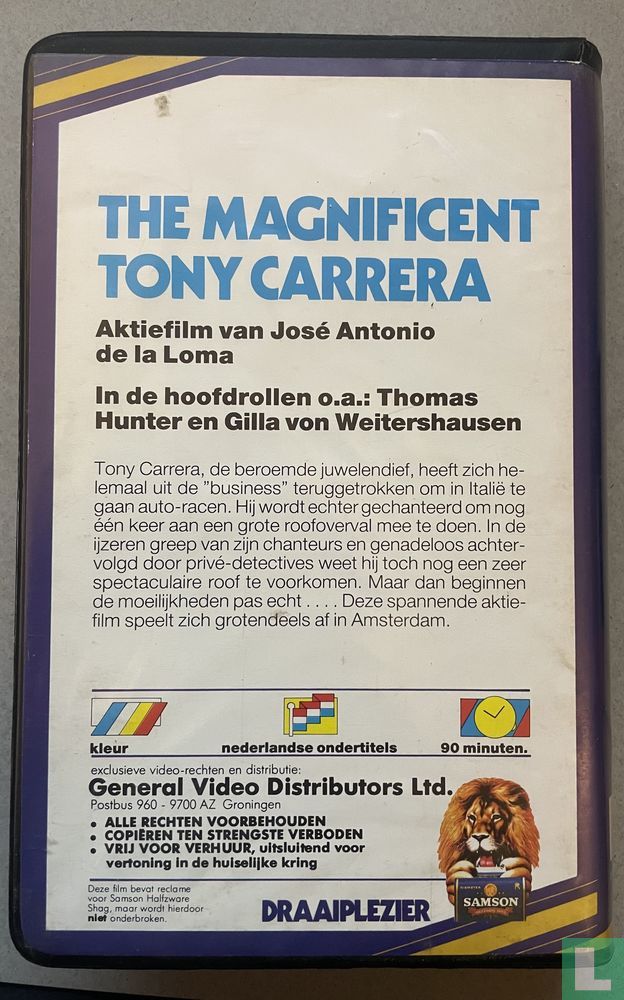 THE MAGNIFICENT
TONY CARRERA
Aktiefilm van José Antonio
de la Loma
In de hoofdrollen o.a.: Thomas
Hunter en Gilla von Weitershausen
Tony Carrera, de beroemde juwelendief, heeft zich he-
lemaal uit de "business" teruggetrokken om in Italië te
gaan auto-racen. Hij wordt echter gechanteerd om nog
één keer aan een grote roofoverval mee te doen. In de
ijzeren greep van zijn chanteurs en genadeloos achter-
volgd door privé-detectives weet hij toch nog een zeer
spectaculaire roof te voorkomen. Maar dan beginnen
de moeilijkheden pas echt .... Deze spannende aktie-
film speelt zich grotendeels af in Amsterdam.
kleur nederlandse ondertitels 90 minuten.
exclusieve video-rechten en distributie:
General Video Distributors Ltd.
Postbus 960 - 9700 AZ Groningen
• ALLE RECHTEN VOORBEHOUDEN
• COPIËREN TEN STRENGSTE VERBODEN
• VRIJ VOOR VERHUUR, uitsluitend voor
vertoning in de huiselijke kring
Deze film bevat reclame
voor Samson Halfzware
Shag, maar wordt hierdoor
niet onderbroken.
DRAAIPLEZIER
SAMSON
L